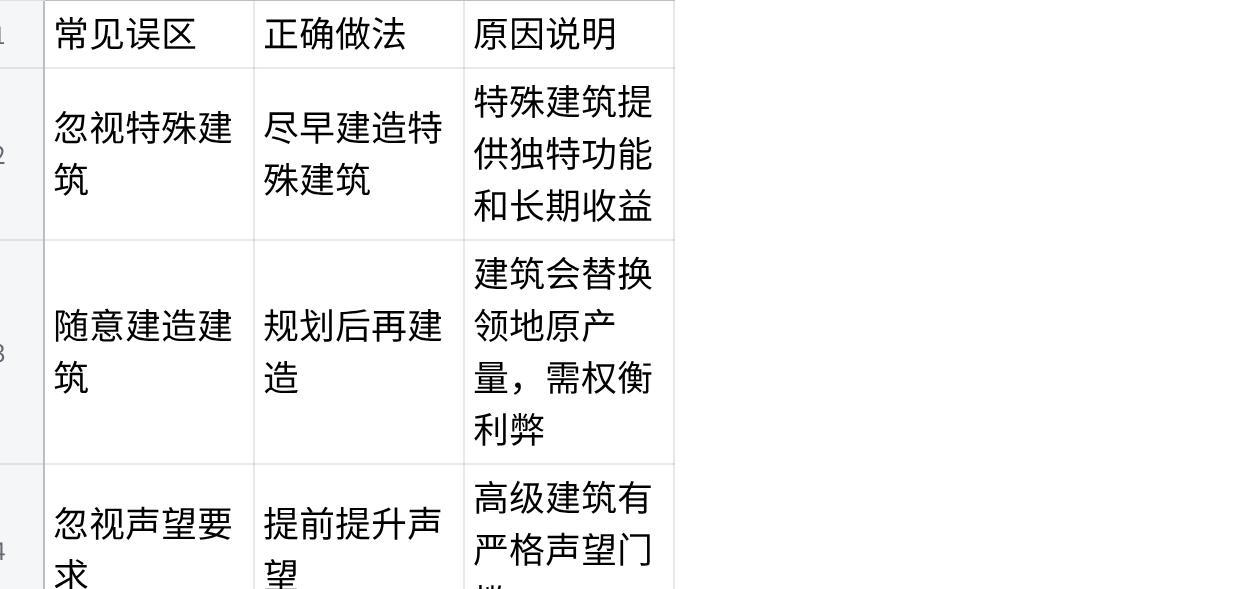 1
常见误区
正确做法
原因说明
2
忽视特殊建
筑
尽早建造特
殊建筑
特殊建筑提
供独特功能
和长期收益
3
随意建造建
筑
规划后再建
造
建筑会替换
领地原产
量，需权衡
利弊
4
忽视声望要
求
提前提升声
望
高级建筑有
严格声望门